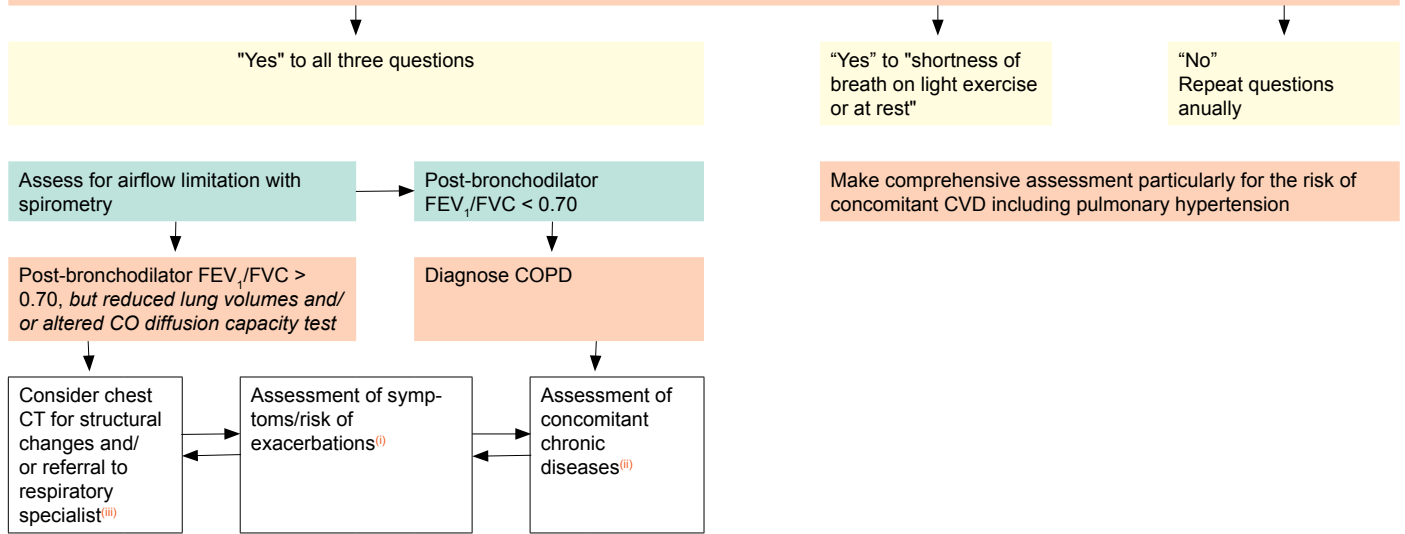 "Yes" to all three questions
“Yes” to "shortness of
breath on light exercise
or at rest"
“No”
Repeat questions
anually
Assess for airflow limitation with
spirometry
Post-bronchodilator
FEV₁/FVC < 0.70
Make comprehensive assessment particularly for the risk of
concomitant CVD including pulmonary hypertension
Post-bronchodilator FEV₁/FVC >
0.70, but reduced lung volumes and/
or altered CO diffusion capacity test
Diagnose COPD
Consider chest
CT for structural
changes and/
or referral to
respiratory
specialist(iii)
Assessment of symp-
toms/risk of
exacerbations(i)
Assessment of
concomitant
chronic
diseases(ii)